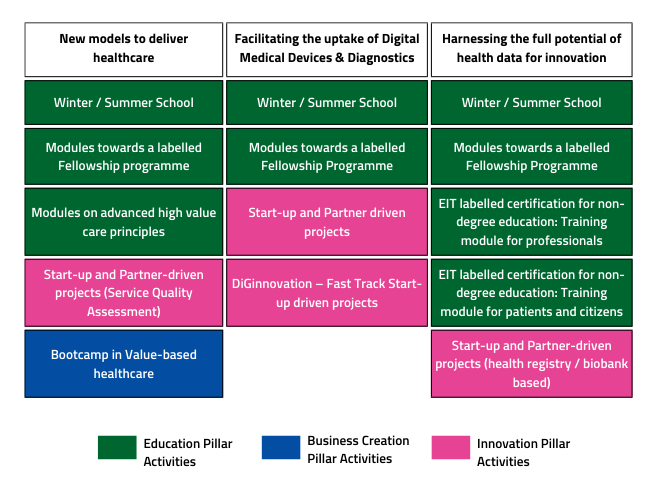 New models to deliver
healthcare
Facilitating the uptake of Digital
Medical Devices & Diagnostics
Harnessing the full potential of
health data for innovation
Winter / Summer School
Winter / Summer School
Winter / Summer School
Modules towards a labelled
Fellowship programme
Modules towards a labelled
Fellowship Programme
Modules towards a labelled
Fellowship Programme
Modules on advanced high value
care principles
Start-up and Partner driven
projects
EIT labelled certification for non-
degree education: Training
module for professionals
Start-up and Partner-driven
projects (Service Quality
Assessment)
DiGinnovation – Fast Track Start-
up driven projects
EIT labelled certification for non-
degree education: Training
module for patients and citizens
Bootcamp in Value-based
healthcare
Start-up and Partner-driven
projects (health registry / biobank
based)
Education Pillar
Activities
Business Creation
Pillar Activities
Innovation Pillar
Activities